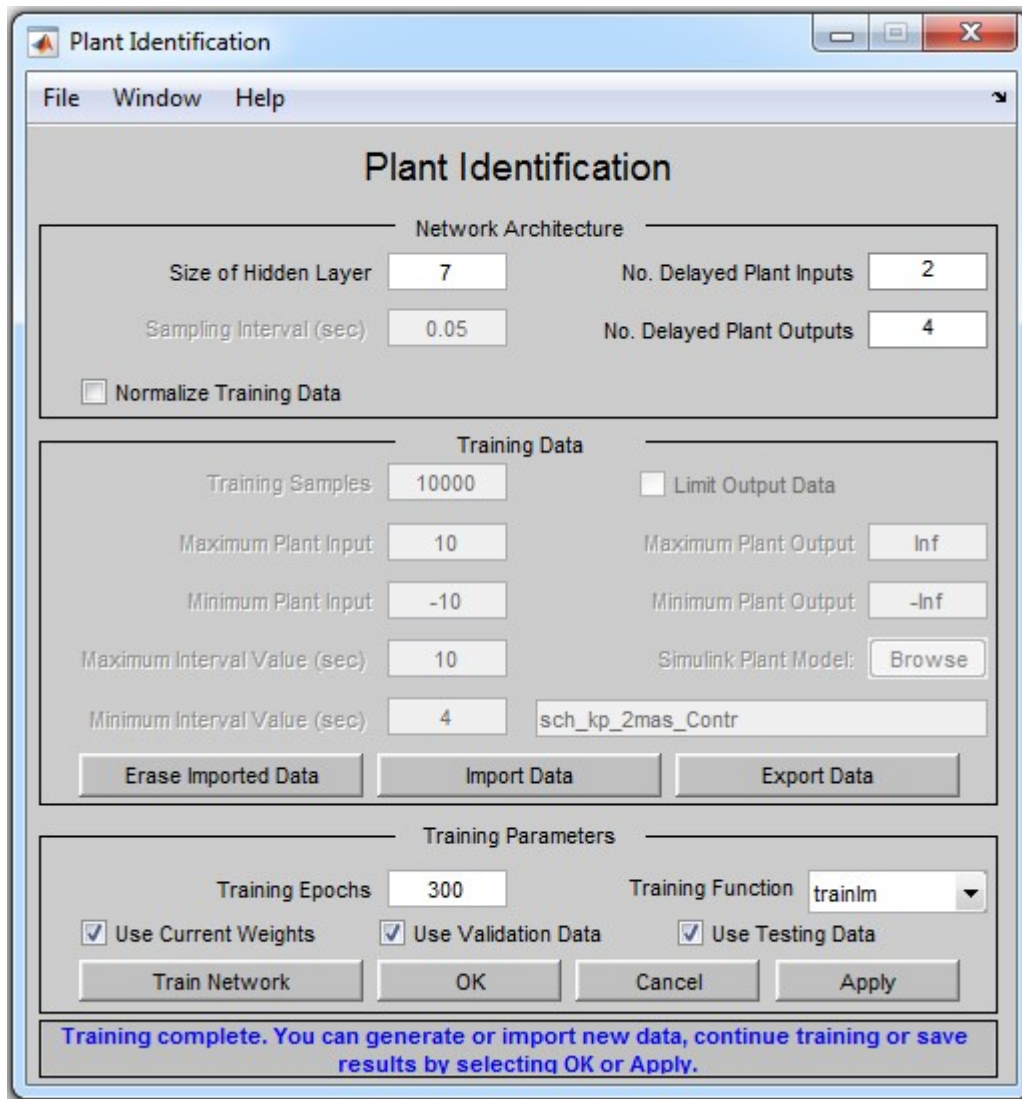 Plant Identification
File Window Help
Plant Identification
Network Architecture
Size of Hidden Layer 7 No. Delayed Plant Inputs 2
Sampling Interval (sec) 0.05 No. Delayed Plant Outputs 4
Normalize Training Data
Training Data
Training Samples 10000 Limit Output Data
Maximum Plant Input 10 Maximum Plant Output Inf
Minimum Plant Input -10 Minimum Plant Output -Inf
Maximum Interval Value (sec) 10 Simulink Plant Model: Browse
Minimum Interval Value (sec) 4 sch_kp_2mas_Contr
Erase Imported Data Import Data Export Data
Training Parameters
Training Epochs 300 Training Function trainlm
Use Current Weights Use Validation Data Use Testing Data
Train Network OK Cancel Apply
Training complete. You can generate or import new data, continue training or save
results by selecting OK or Apply.